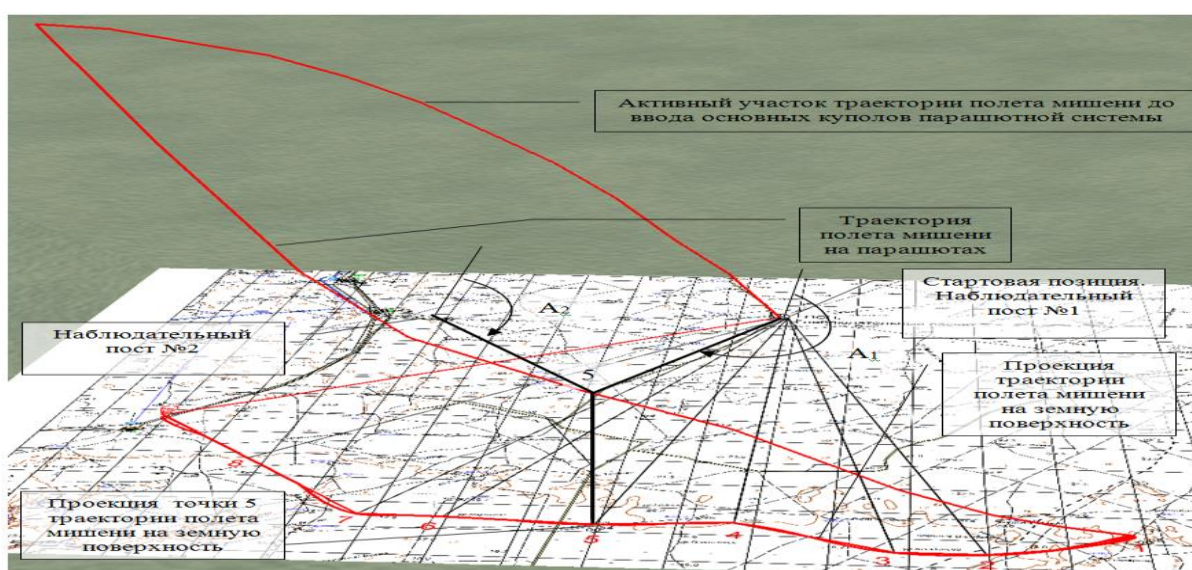 Активный участок траектории полета мишени до
ввода основных куполов парашютной системы
Траектория
полета мишени
на парашютах
Стартовая позиция.
Наблюдательный
пост №1
A₂
Наблюдательный
пост №2
A₁
Проекция
траектории
полета мишени
на земную
поверхность
5
8
Проекция точки 5
траектории полета
мишени на земную
поверхность
7
6
5
4
3
2
1